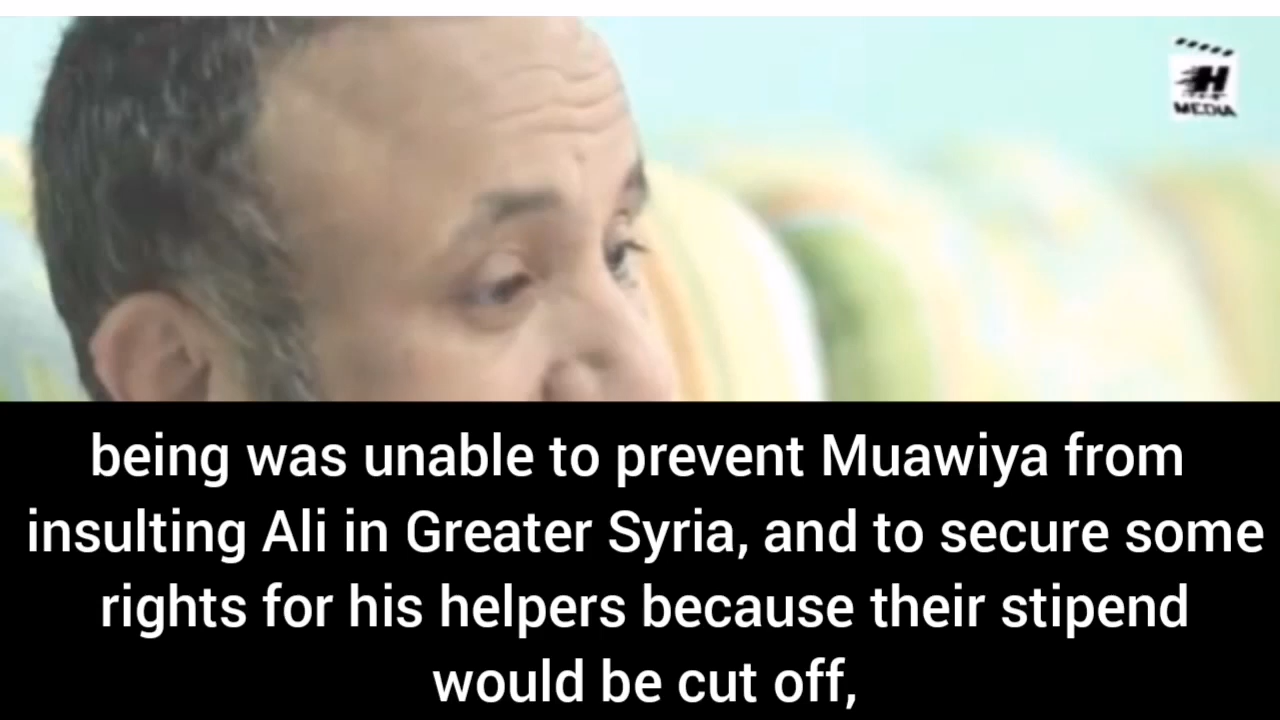 H
MEDIA
being was unable to prevent Muawiya from
insulting Ali in Greater Syria, and to secure some
rights for his helpers because their stipend
would be cut off,